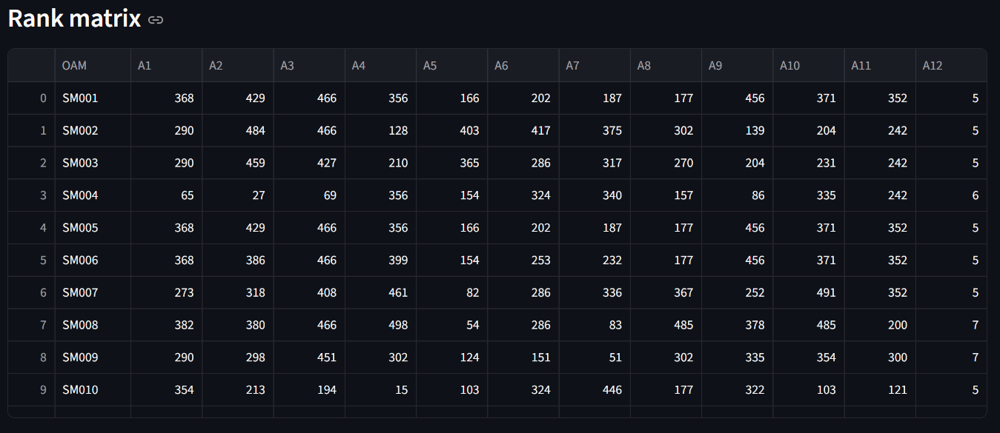 Rank matrix
OAM A1 A2 A3 A4 A5 A6 A7 A8 A9 A10 A11 A12
0 SM001 368 429 466 356 166 202 187 177 456 371 352 5
1 SM002 290 484 466 128 403 417 375 302 139 204 242 5
2 SM003 290 459 427 210 365 286 317 270 204 231 242 5
3 SM004 65 27 69 356 154 324 340 157 86 335 242 6
4 SM005 368 429 466 356 166 202 187 177 456 371 352 5
5 SM006 368 386 466 399 154 253 232 177 456 371 352 5
6 SM007 273 318 408 461 82 286 336 367 252 491 352 5
7 SM008 382 380 466 498 54 286 83 485 378 485 200 7
8 SM009 290 298 451 302 124 151 51 302 335 354 300 7
9 SM010 354 213 194 15 103 324 446 177 322 103 121 5